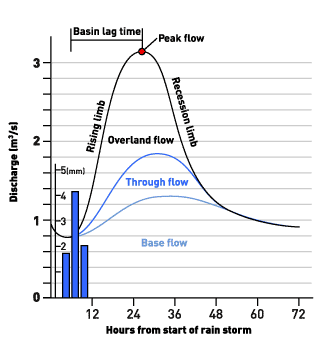 Basin lag time
Peak flow
3
Rising limb
Recession limb
Overland flow
2
Discharge (m³/s)
5(mm)
Through flow
4
3
1
Base flow
2
0
12 24 36 48 60 72
Hours from start of rain storm